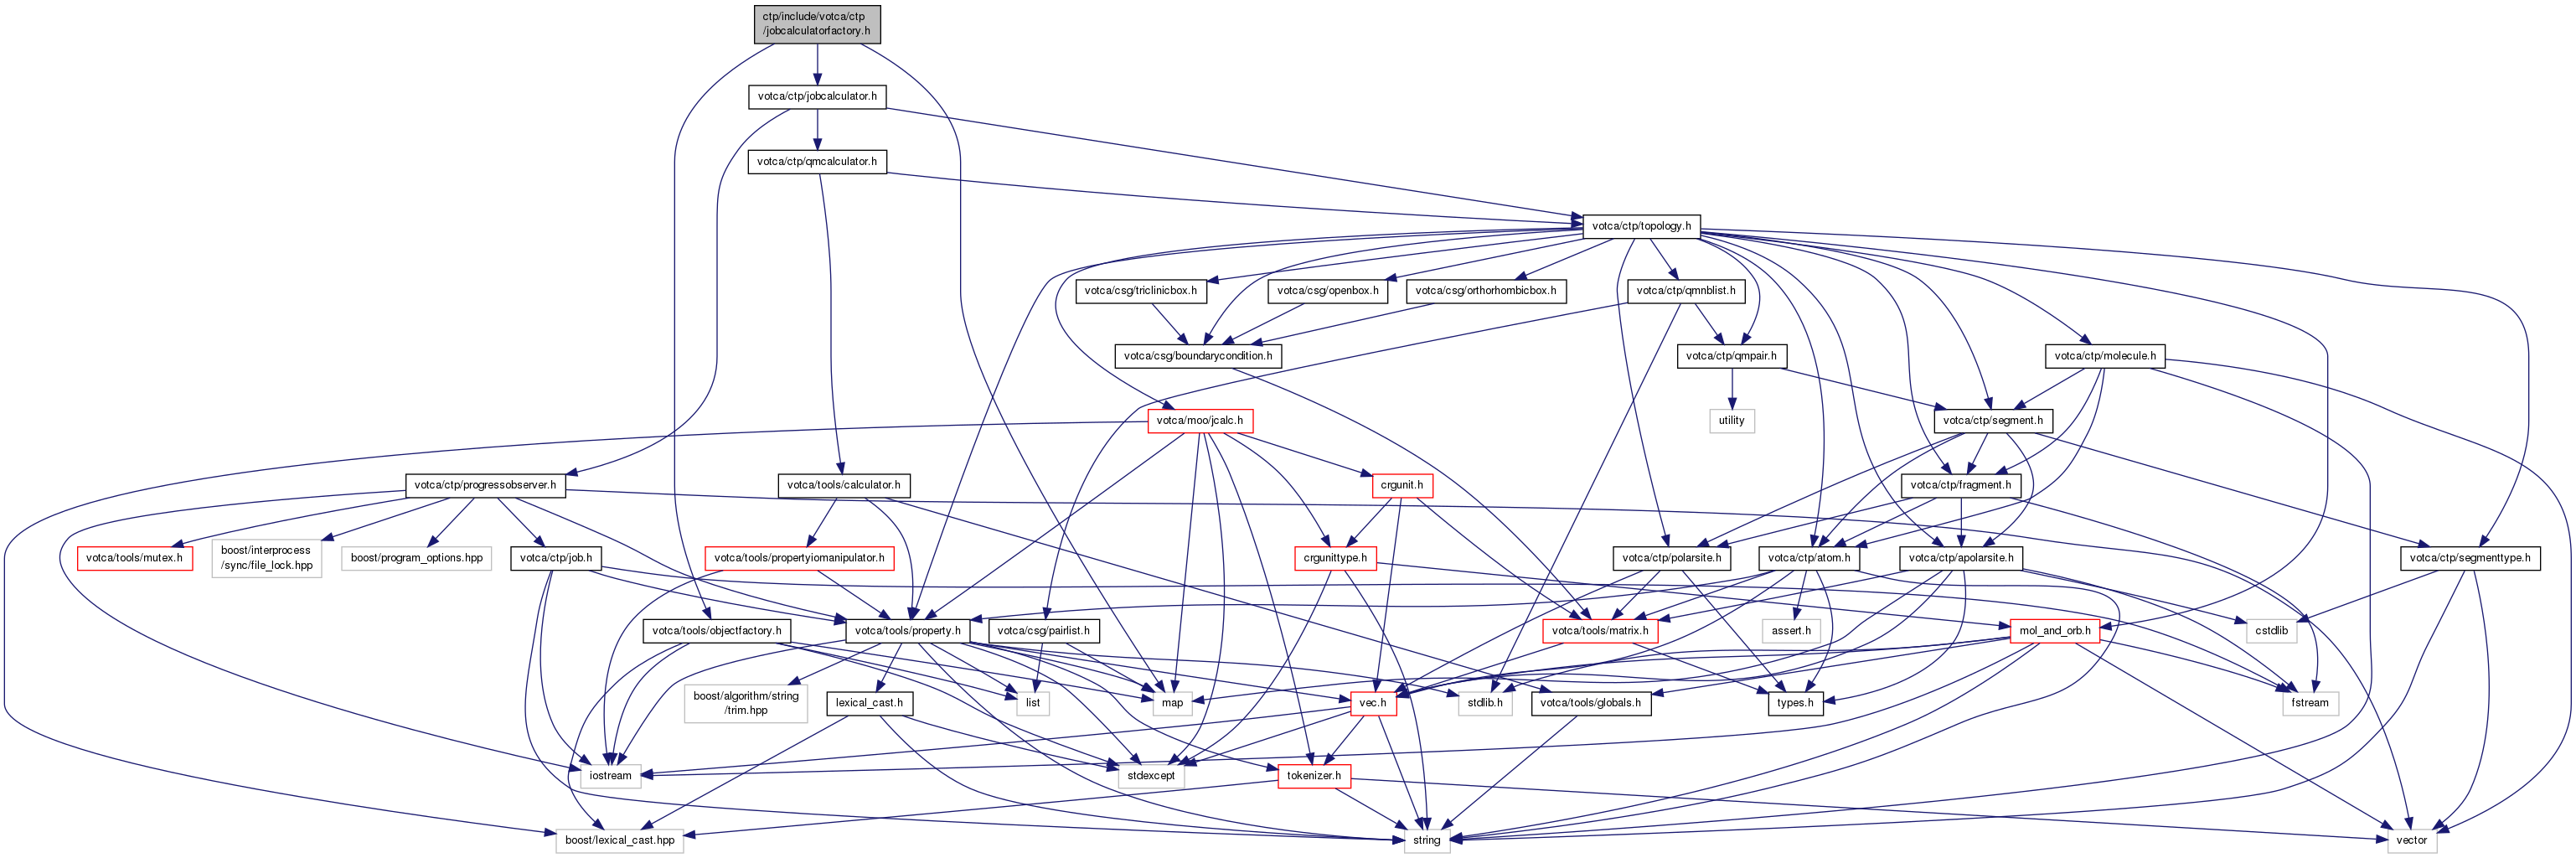 ctp/include/votca/ctp
/jobcalculatorfactory.h
votca/ctp/jobcalculator.h
votca/ctp/qmcalculator.h
votca/ctp/topology.h
votca/csg/triclinicbox.h
votca/csg/openbox.h
votca/csg/orthorhombicbox.h
votca/ctp/qmnblist.h
votca/csg/boundarycondition.h
votca/ctp/qmpair.h
votca/ctp/molecule.h
votca/moo/jcalc.h
utility
votca/ctp/segment.h
votca/ctp/progressobserver.h
votca/tools/calculator.h
crgunit.h
votca/ctp/fragment.h
votca/tools/mutex.h
boost/interprocess
/sync/file_lock.hpp
boost/program_options.hpp
votca/ctp/job.h
votca/tools/propertyiomanipulator.h
crgunittype.h
votca/ctp/polarsite.h
votca/ctp/atom.h
votca/ctp/apolarsite.h
votca/ctp/segmenttype.h
votca/tools/objectfactory.h
votca/tools/property.h
votca/csg/pairlist.h
votca/tools/matrix.h
assert.h
mol_and_orb.h
cstdlib
boost/algorithm/string
/trim.hpp
lexical_cast.h
list
map
vec.h
stdlib.h
votca/tools/globals.h
types.h
fstream
iostream
stdexcept
tokenizer.h
boost/lexical_cast.hpp
string
vector